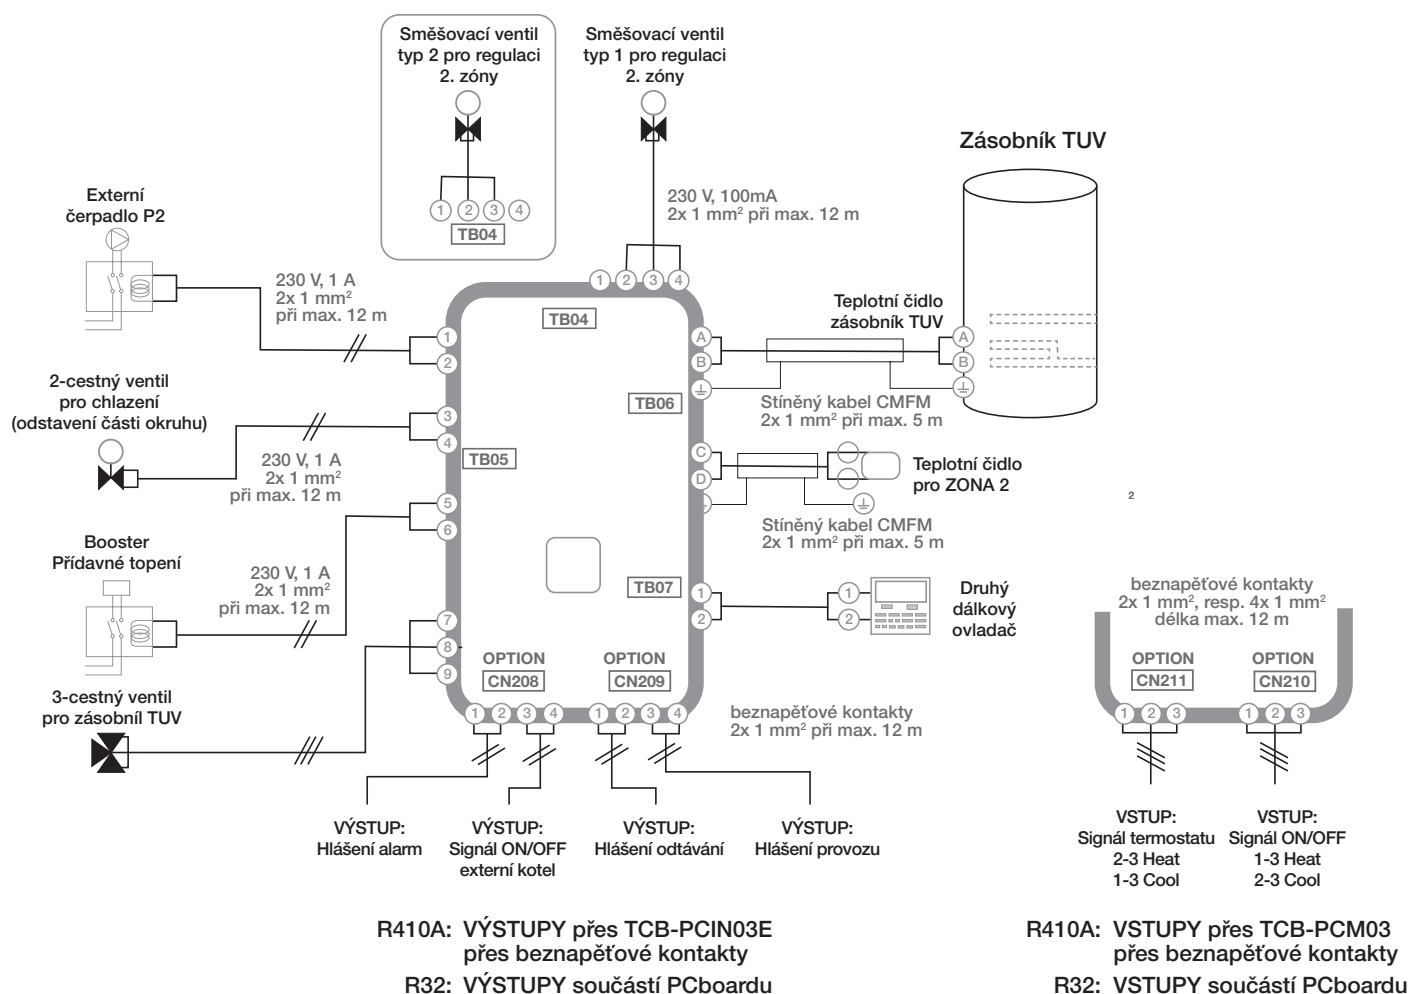 Směšovací ventil
typ 2 pro regulaci
2. zóny
1 2 3 4
TB04
Směšovací ventil
typ 1 pro regulaci
2. zóny
230 V, 100mA
2x 1 mm² při max. 12 m
1 2 3 4
TB04
Zásobník TUV
Externí
čerpadlo P2
230 V, 1 A
2x 1 mm²
při max. 12 m
1
2
2-cestný ventil
pro chlazení
(odstavení části okruhu)
230 V, 1 A
2x 1 mm²
při max. 12 m
3
4
TB05
Booster
Přídavné topení
230 V, 1 A
2x 1 mm²
při max. 12 m
5
6
3-cestný ventil
pro zásobníl TUV
7
8
9
Teplotní čidlo
zásobník TUV
A
B
A
B
TB06
Stíněný kabel CMFM
2x 1 mm² při max. 5 m
C
D
Teplotní čidlo
pro ZONA 2
Stíněný kabel CMFM
2x 1 mm² při max. 5 m
2
TB07
1
2
1
2
Druhý
dálkový
ovladač
OPTION
CN208
1 2 3 4
OPTION
CN209
1 2 3 4
beznapěťové kontakty
2x 1 mm² při max. 12 m
VÝSTUP:
Hlášení alarm
VÝSTUP:
Signál ON/OFF
externí kotel
VÝSTUP:
Hlášení odtávání
VÝSTUP:
Hlášení provozu
beznapěťové kontakty
2x 1 mm², resp. 4x 1 mm²
délka max. 12 m
OPTION
CN211
1 2 3
OPTION
CN210
1 2 3
VSTUP:
Signál termostatu
2-3 Heat
1-3 Cool
VSTUP:
Signál ON/OFF
1-3 Heat
2-3 Cool
R410A: VÝSTUPY přes TCB-PCIN03E
přes beznapěťové kontakty
R32: VÝSTUPY součástí PCboardu
R410A: VSTUPY přes TCB-PCM03
přes beznapěťové kontakty
R32: VSTUPY součástí PCboardu